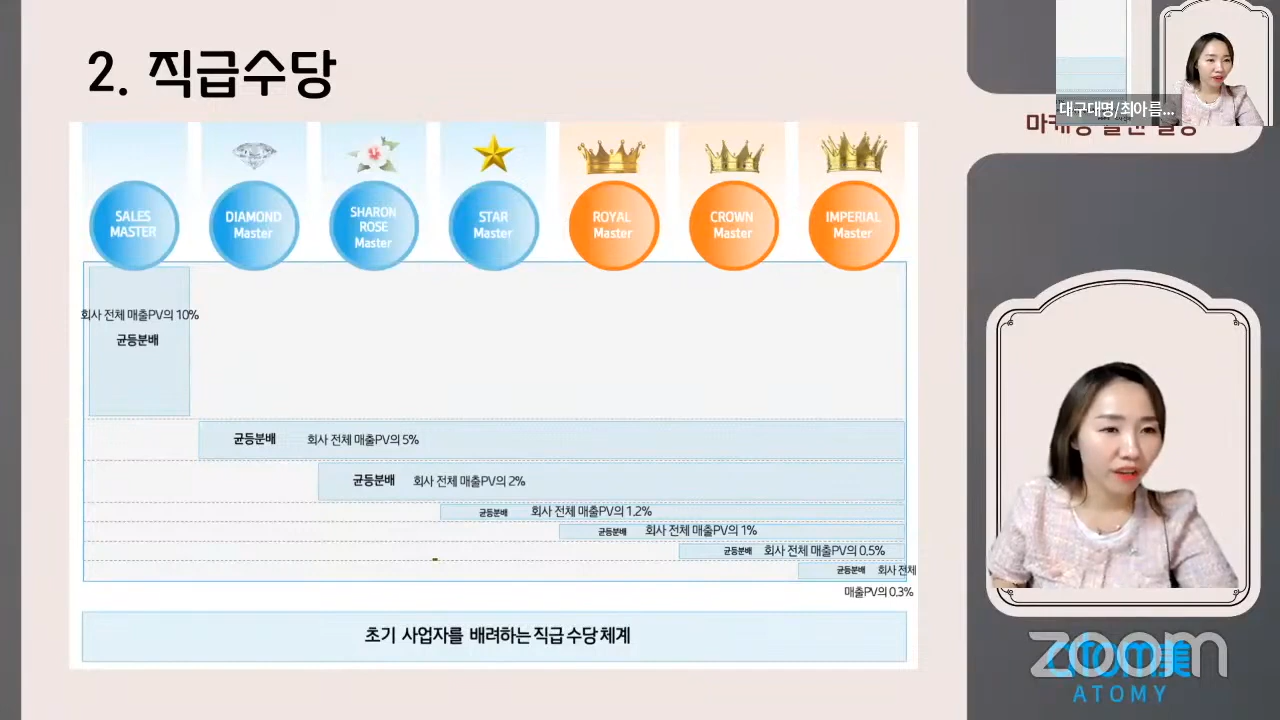 2. 직급수당
SALES
MASTER
DIAMOND
Master
SHARON
ROSE
Master
STAR
Master
ROYAL
Master
CROWN
Master
IMPERIAL
Master
회사 전체 매출PV의 10%
균등분배
균등분배 회사 전체 매출PV의 5%
균등분배 회사 전체 매출PV의 2%
균등분배 회사 전체 매출PV의 1.2%
균등분배 회사 전체 매출PV의 1%
균등분배 회사 전체 매출PV의 0.5%
균등분배 회사 전체
매출PV의 0.3%
초기 사업자를 배려하는 직급 수당 체계
대구대명/최아름...
zoom
ATOMY